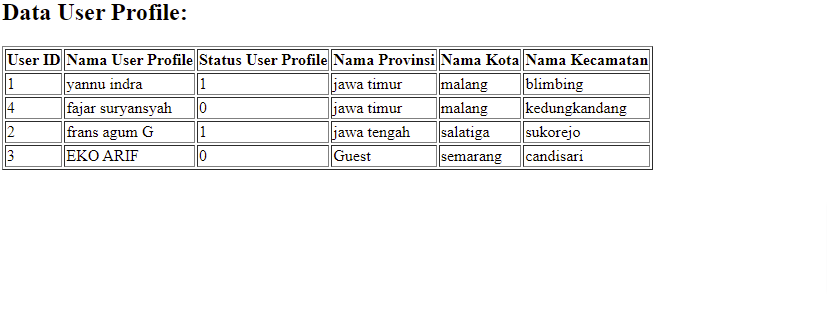 Data User Profile:
User ID Nama User Profile Status User Profile Nama Provinsi Nama Kota Nama Kecamatan
1 yannu indra 1 jawa timur malang blimbing
4 fajar suryansyah 0 jawa timur malang kedungkandang
2 frans agum G 1 jawa tengah salatiga sukorejo
3 EKO ARIF 0 Guest semarang candisari